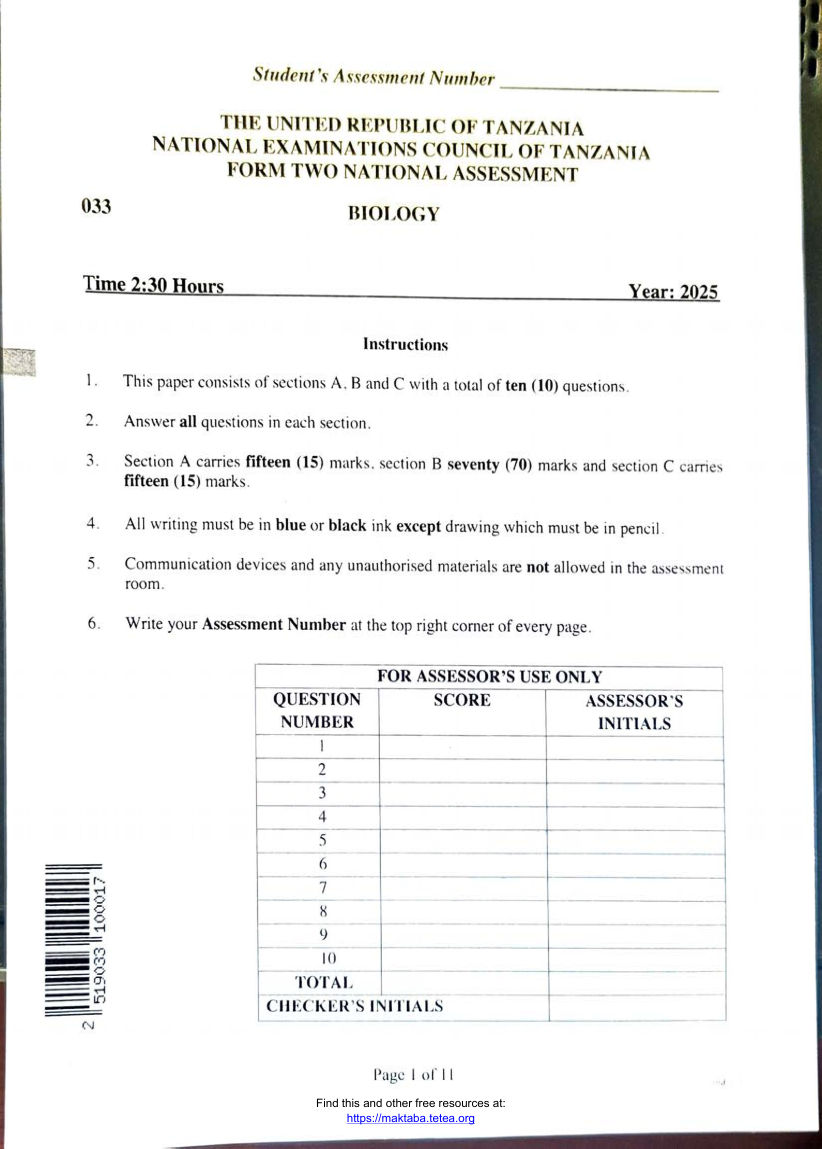 Student's Assessment Number
THE UNITED REPUBLIC OF TANZANIA
NATIONAL EXAMINATIONS COUNCIL OF TANZANIA
FORM TWO NATIONAL ASSESSMENT
033
BIOLOGY
Time 2:30 Hours Year: 2025
Instructions
1. This paper consists of sections A, B and C with a total of ten (10) questions.
2. Answer all questions in each section.
3. Section A carries fifteen (15) marks, section B seventy (70) marks and section C carries
fifteen (15) marks.
4. All writing must be in blue or black ink except drawing which must be in pencil.
5. Communication devices and any unauthorised materials are not allowed in the assessment
room.
6. Write your Assessment Number at the top right corner of every page.
FOR ASSESSOR'S USE ONLY
QUESTION NUMBER SCORE ASSESSOR'S INITIALS
1
2
3
4
5
6
7
8
9
10
TOTAL
CHECKER'S INITIALS
2 519033 100017
Page 1 of 11
Find this and other free resources at:
https://maktaba.tetea.org